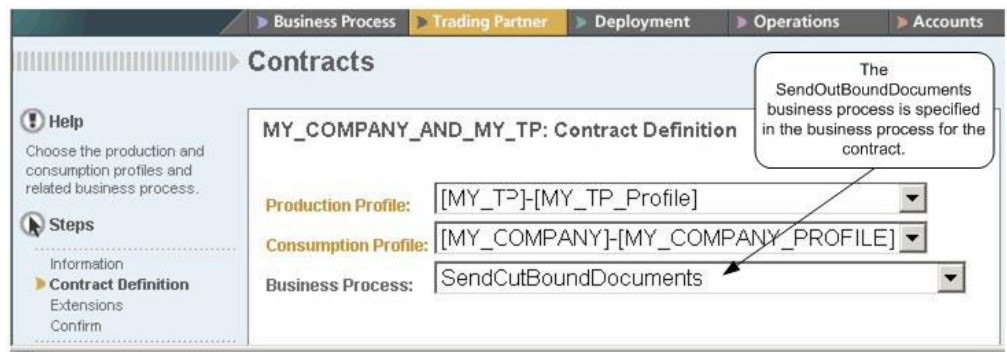 Business Process
Trading Partner
Deployment
Operations
Accounts
Contracts
The
SendOutBoundDocuments
business process is specified
in the business process for the
contract.
Help
Choose the production and
consumption profiles and
related business process.
Steps
Information
Contract Definition
Extensions
Confirm
MY_COMPANY_AND_MY_TP: Contract Definition
Production Profile:
[MY_TP]-[MY_TP_Profile]
Consumption Profile:
[MY_COMPANY]-[MY_COMPANY_PROFILE]
Business Process:
SendCutBoundDocuments